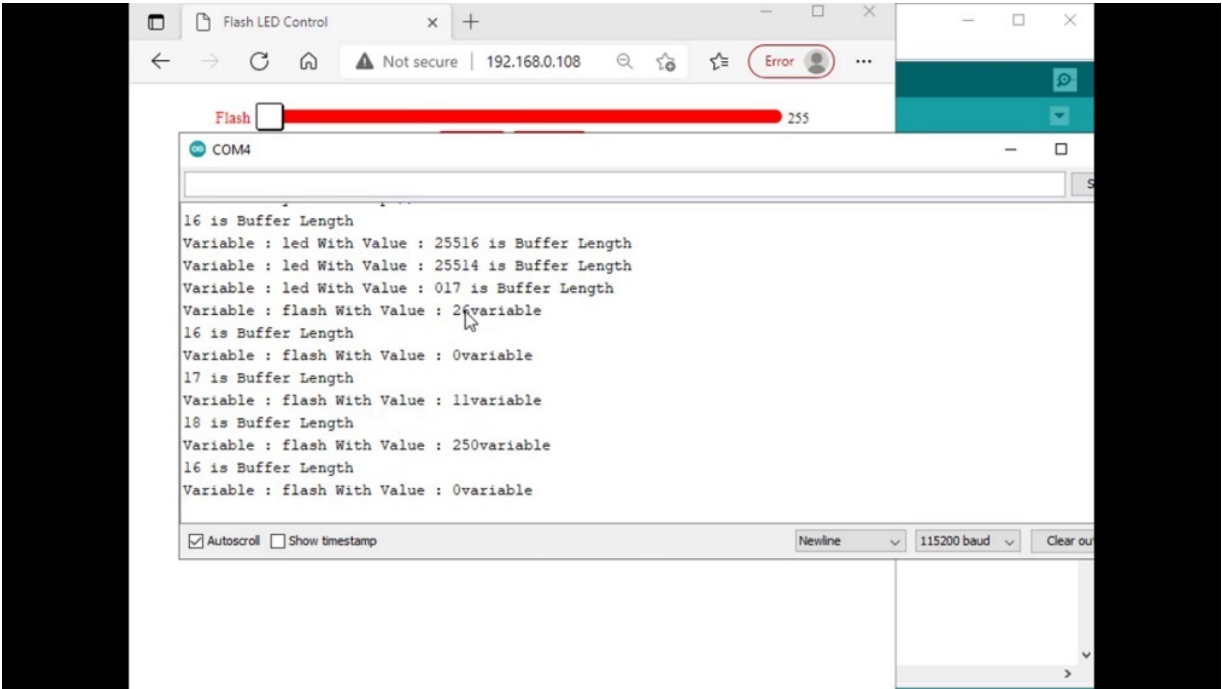 Flash LED Control
Not secure | 192.168.0.108
Error
Flash 255
COM4
16 is Buffer Length
Variable : led With Value : 25516 is Buffer Length
Variable : led With Value : 25514 is Buffer Length
Variable : led With Value : 017 is Buffer Length
Variable : flash With Value : 26variable
16 is Buffer Length
Variable : flash With Value : 0variable
17 is Buffer Length
Variable : flash With Value : 11variable
18 is Buffer Length
Variable : flash With Value : 250variable
16 is Buffer Length
Variable : flash With Value : 0variable
Autoscroll Show timestamp Newline 115200 baud Clear ou